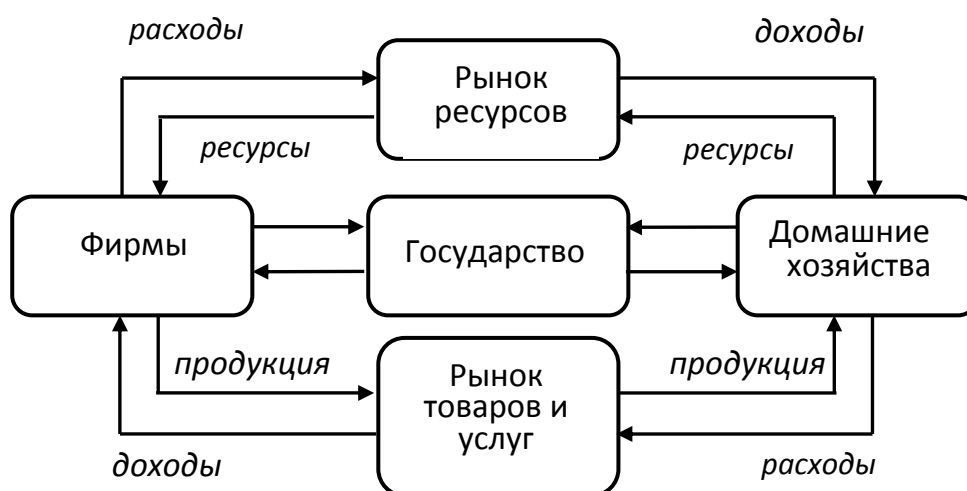 расходы
доходы
Рынок
ресурсов
ресурсы
ресурсы
Фирмы
Государство
Домашние
хозяйства
продукция
продукция
Рынок
товаров и
услуг
доходы
расходы